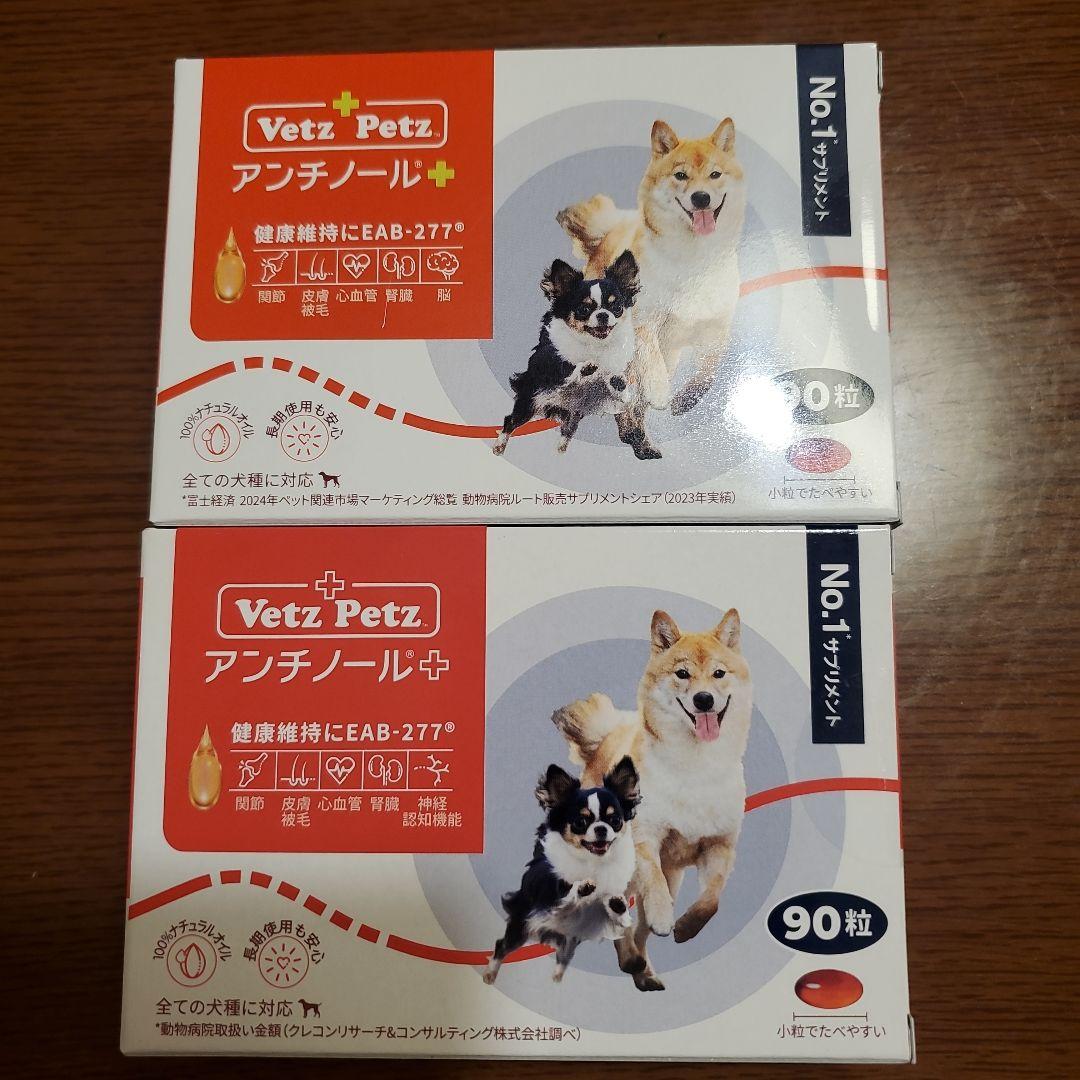 Vetz Petz™
アンチノール®
健康維持にEAB-277®
関節 皮膚被毛 心血管 腎臓 脳
No.1*サプリメント
90粒
100%ナチュラルオイル
長期使用も安心
全ての犬種に対応
小粒でたべやすい
*富士経済 2024年ペット関連市場マーケティング総覧 動物病院ルート販売サプリメントシェア(2023年実績)
Vetz Petz™
アンチノール®
健康維持にEAB-277®
関節 皮膚被毛 心血管 腎臓 神経認知機能
No.1*サプリメント
90粒
100%ナチュラルオイル
長期使用も安心
全ての犬種に対応
小粒でたべやすい
*動物病院取扱い金額(クレコンリサーチ&コンサルティング株式会社調べ)